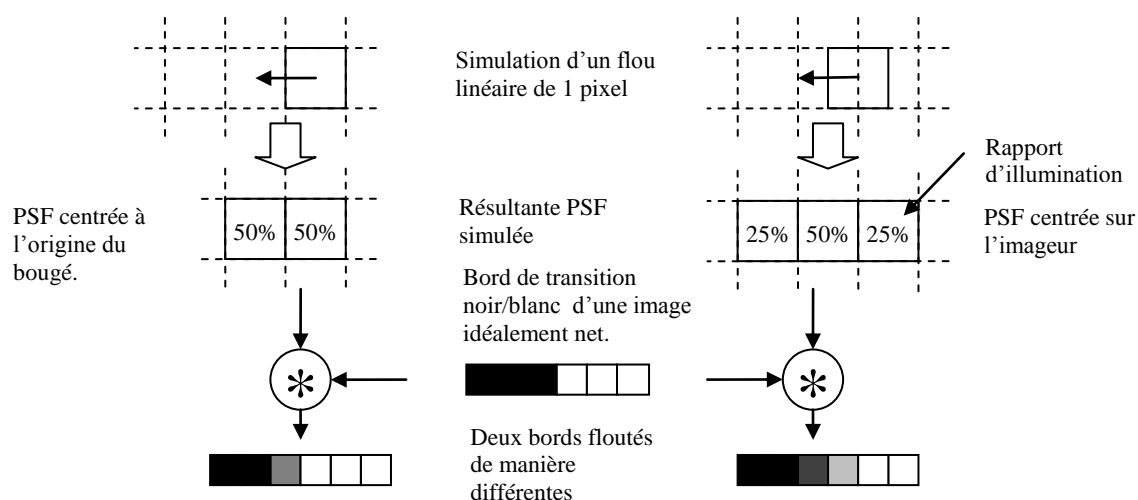 Simulation d’un flou
linéaire de 1 pixel
Rapport
d’illumination
PSF centrée à
l’origine du
bougé.
50% 50%
Résultante PSF
simulée
25% 50% 25%
PSF centrée sur
l’imageur
Bord de transition
noir/blanc d’une image
idéalement net.
*
*
Deux bords floutés
de manière
différentes